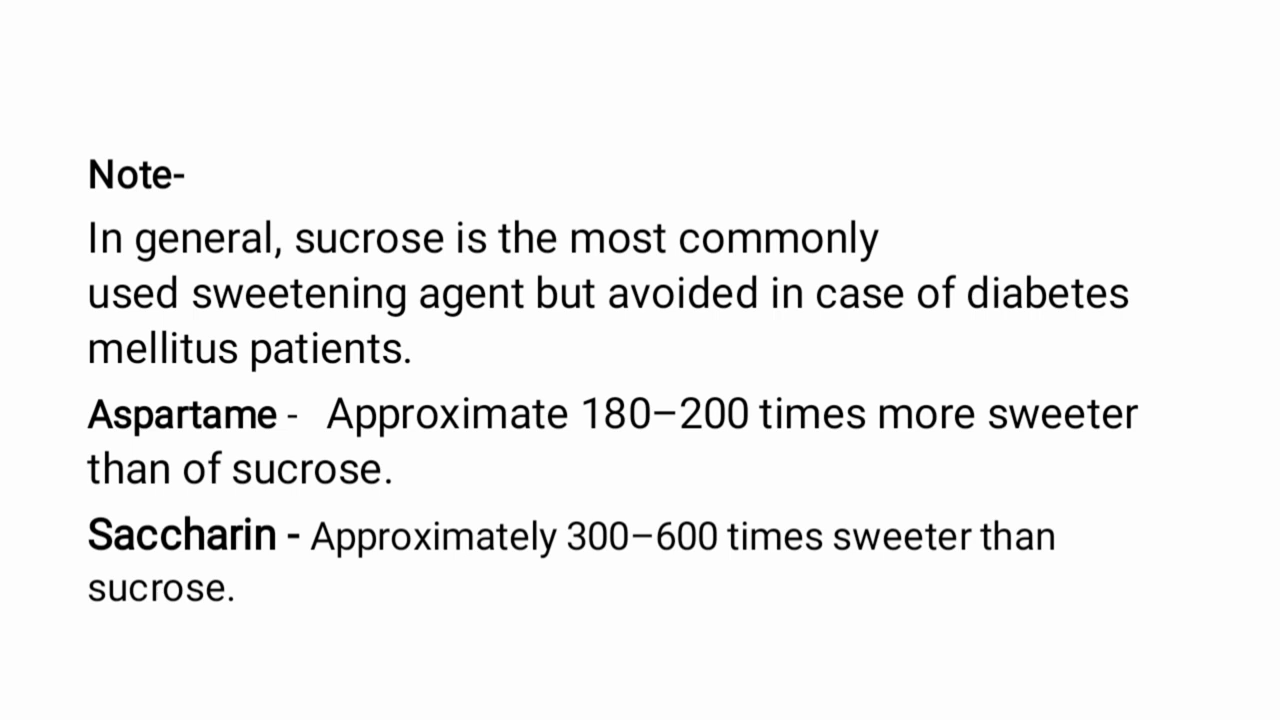 Note-
In general, sucrose is the most commonly
used sweetening agent but avoided in case of diabetes
mellitus patients.
Aspartame - Approximate 180–200 times more sweeter
than of sucrose.
Saccharin - Approximately 300–600 times sweeter than
sucrose.